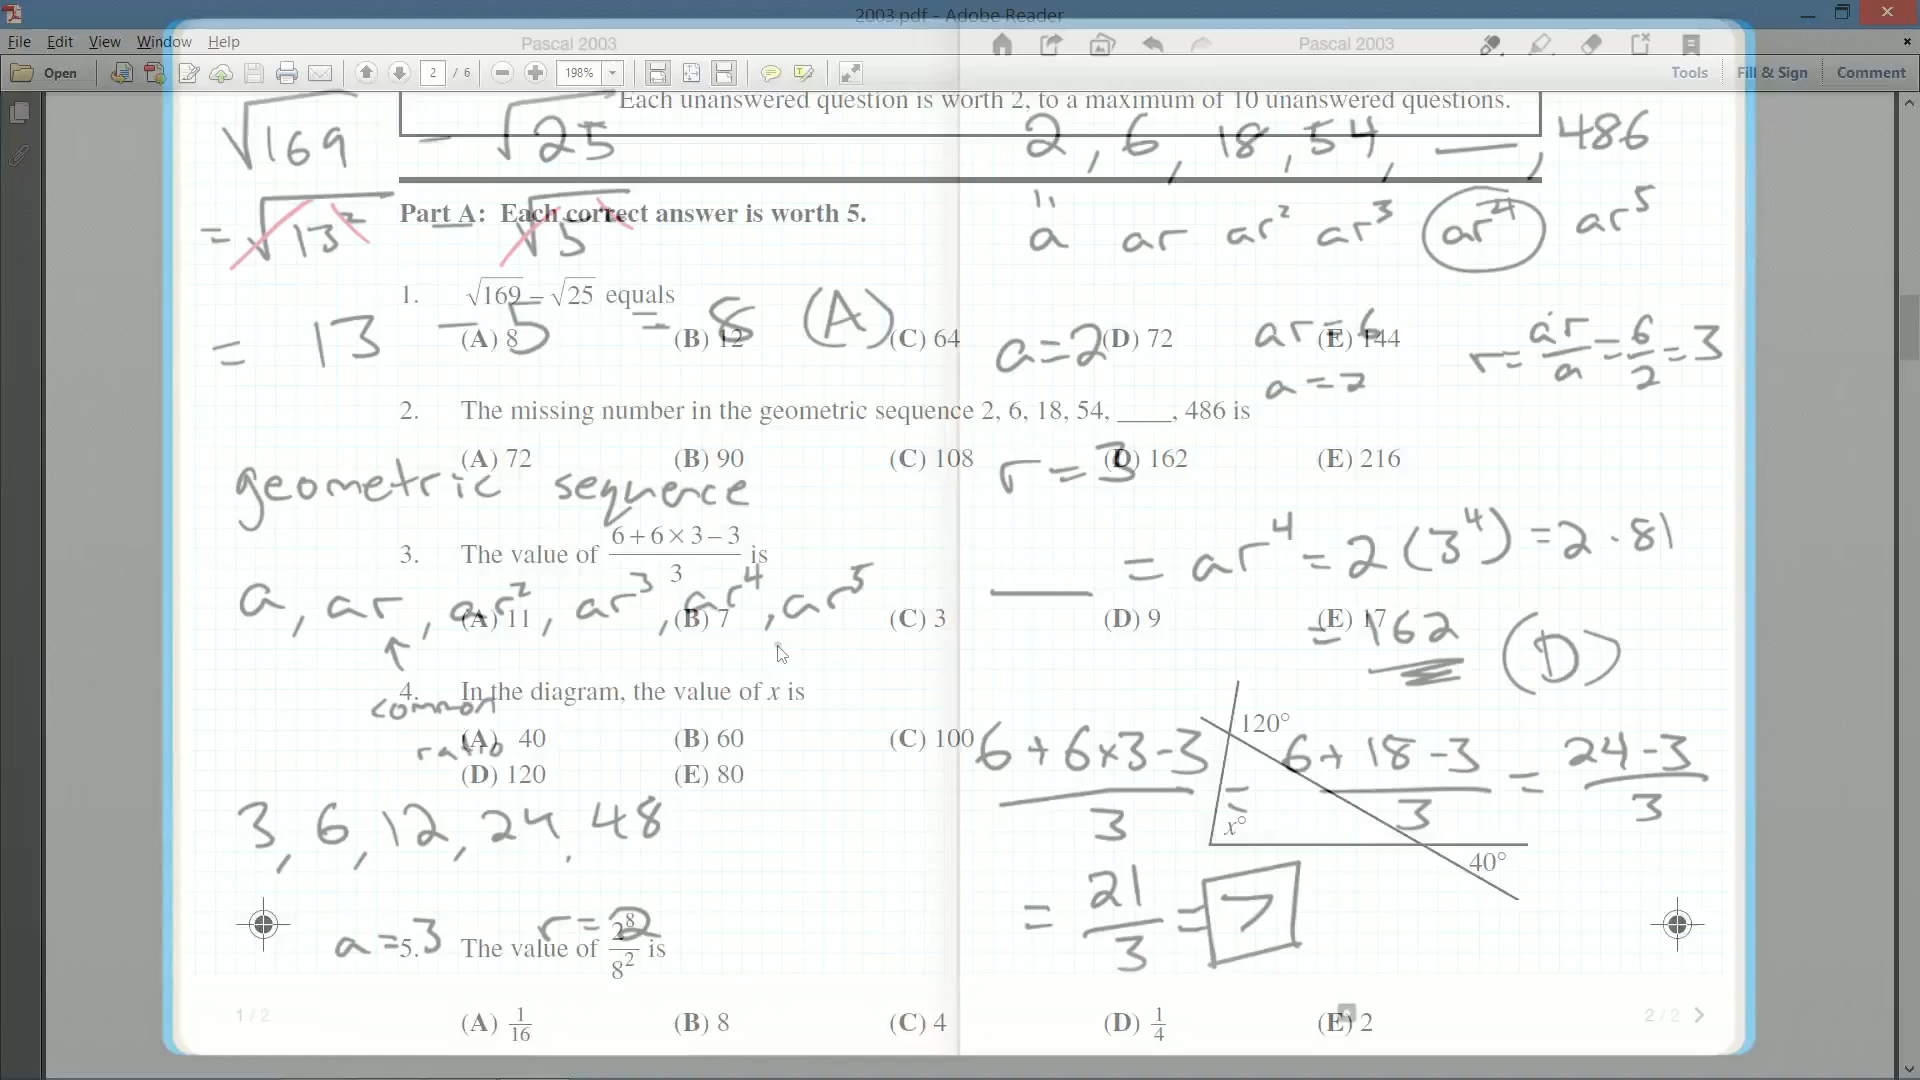 2003.pdf - Adobe Reader
File Edit View Window Help
Pascal 2003 Pascal 2003
Open 2 / 6 198% Tools Fill & Sign Comment
Each unanswered question is worth 2, to a maximum of 10 unanswered questions.
√169 − √25
2, 6, 18, 54, ___, 486
= √13² √5²
Part A: Each correct answer is worth 5.
a ar ar² ar³ ar⁴ ar⁵
1. √169 − √25 equals
(A) 8 (B) 12 (C) 64 (D) 72 (E) 144
= 13 − 5 = 8 (A)
a = 2 ar = 6 r = ar/a = 6/2 = 3
a = 2
2. The missing number in the geometric sequence 2, 6, 18, 54, ____, 486 is
(A) 72 (B) 90 (C) 108 (D) 162 (E) 216
geometric sequence
r = 3
3. The value of (6 + 6 × 3 − 3)/3 is
___ = ar⁴ = 2(3⁴) = 2 · 81
a, ar, ar², ar³, ar⁴, ar⁵
(A) 11 (B) 7 (C) 3 (D) 9 (E) 17
= 162 (D)
4. In the diagram, the value of x is
common
ratio
(A) 40 (B) 60 (C) 100
(D) 120 (E) 80
120°
x°
40°
(6 + 6 × 3 − 3)/3 = (6 + 18 − 3)/3 = (24 − 3)/3
3, 6, 12, 24, 48
= 21/3 = 7
a = 3 r = 2
5. The value of 2⁸/8² is
1 / 2 2 / 2
(A) 1/16 (B) 8 (C) 4 (D) 1/4 (E) 2